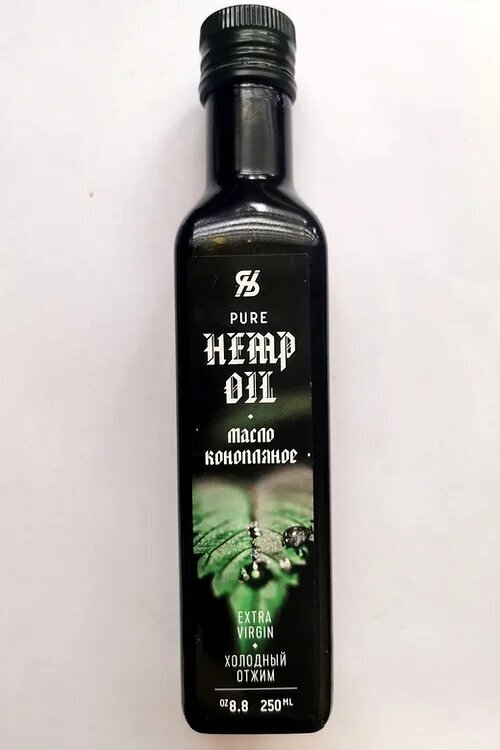 PURE
HEMP
OIL
масло
конопляное
EXTRA
VIRGIN
ХОЛОДНЫЙ
ОТЖИМ
OZ 8.8 250 ML